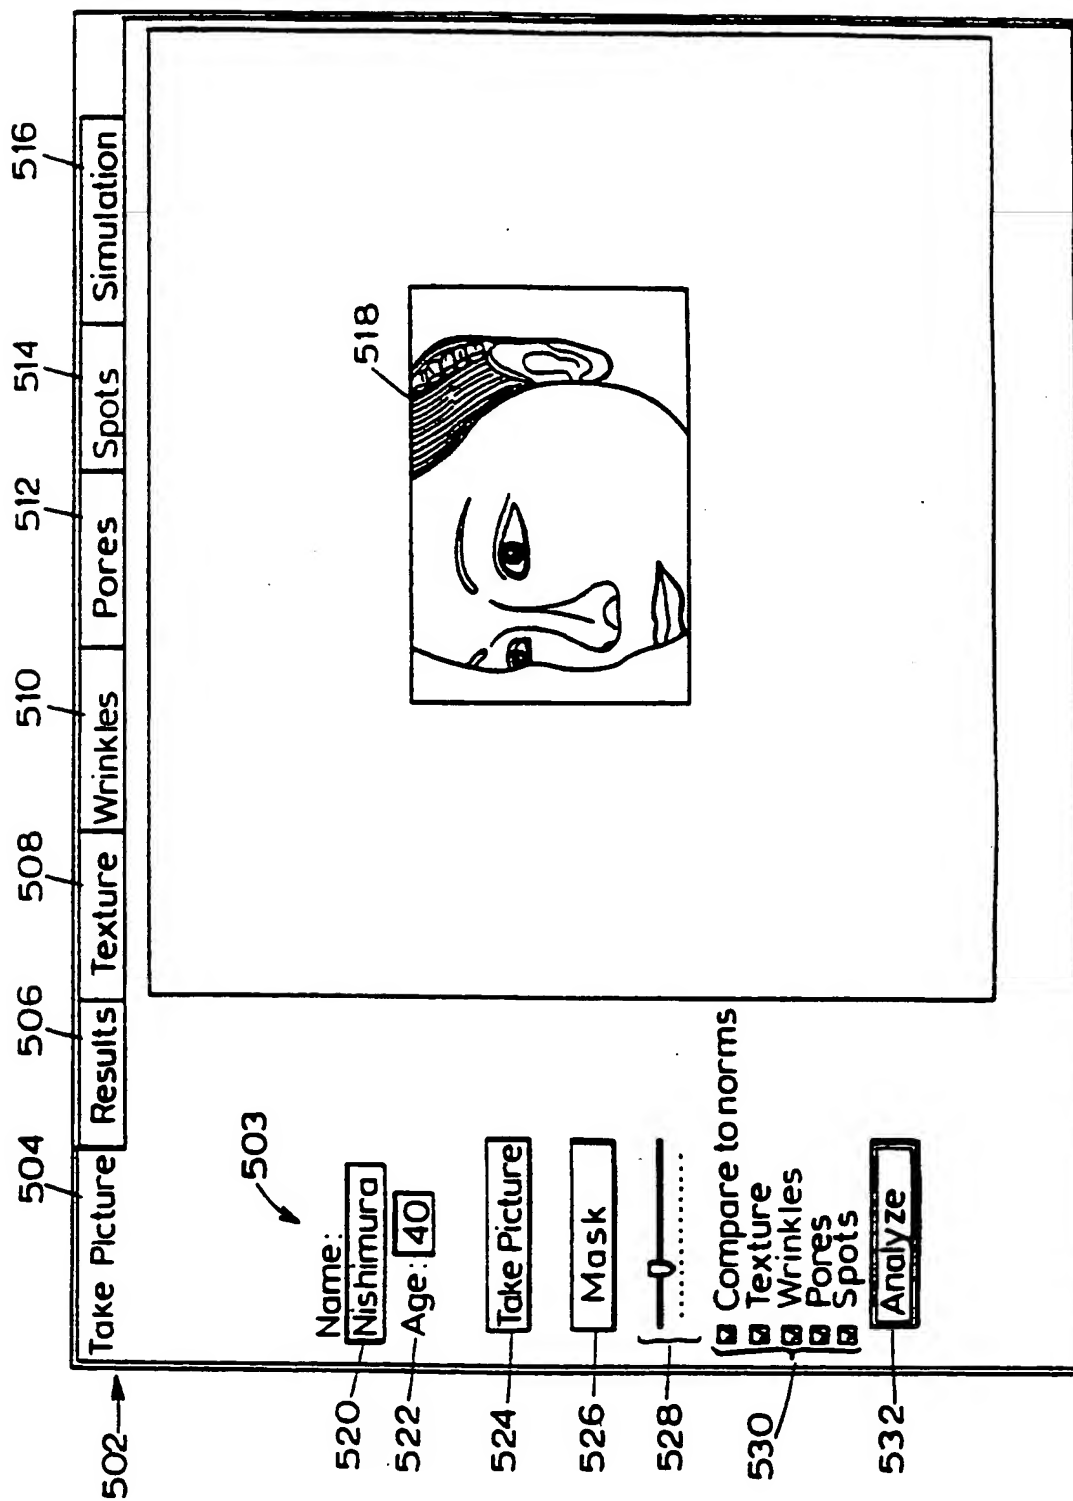 504 506 508 510 512 514 516
Take Picture Results Texture Wrinkles Pores Spots Simulation
502
503
518
Name:
520 Nishimura
522 Age: 40
524 Take Picture
526 Mask
528
530
Compare to norms
Texture
Wrinkles
Pores
Spots
532 Analyze